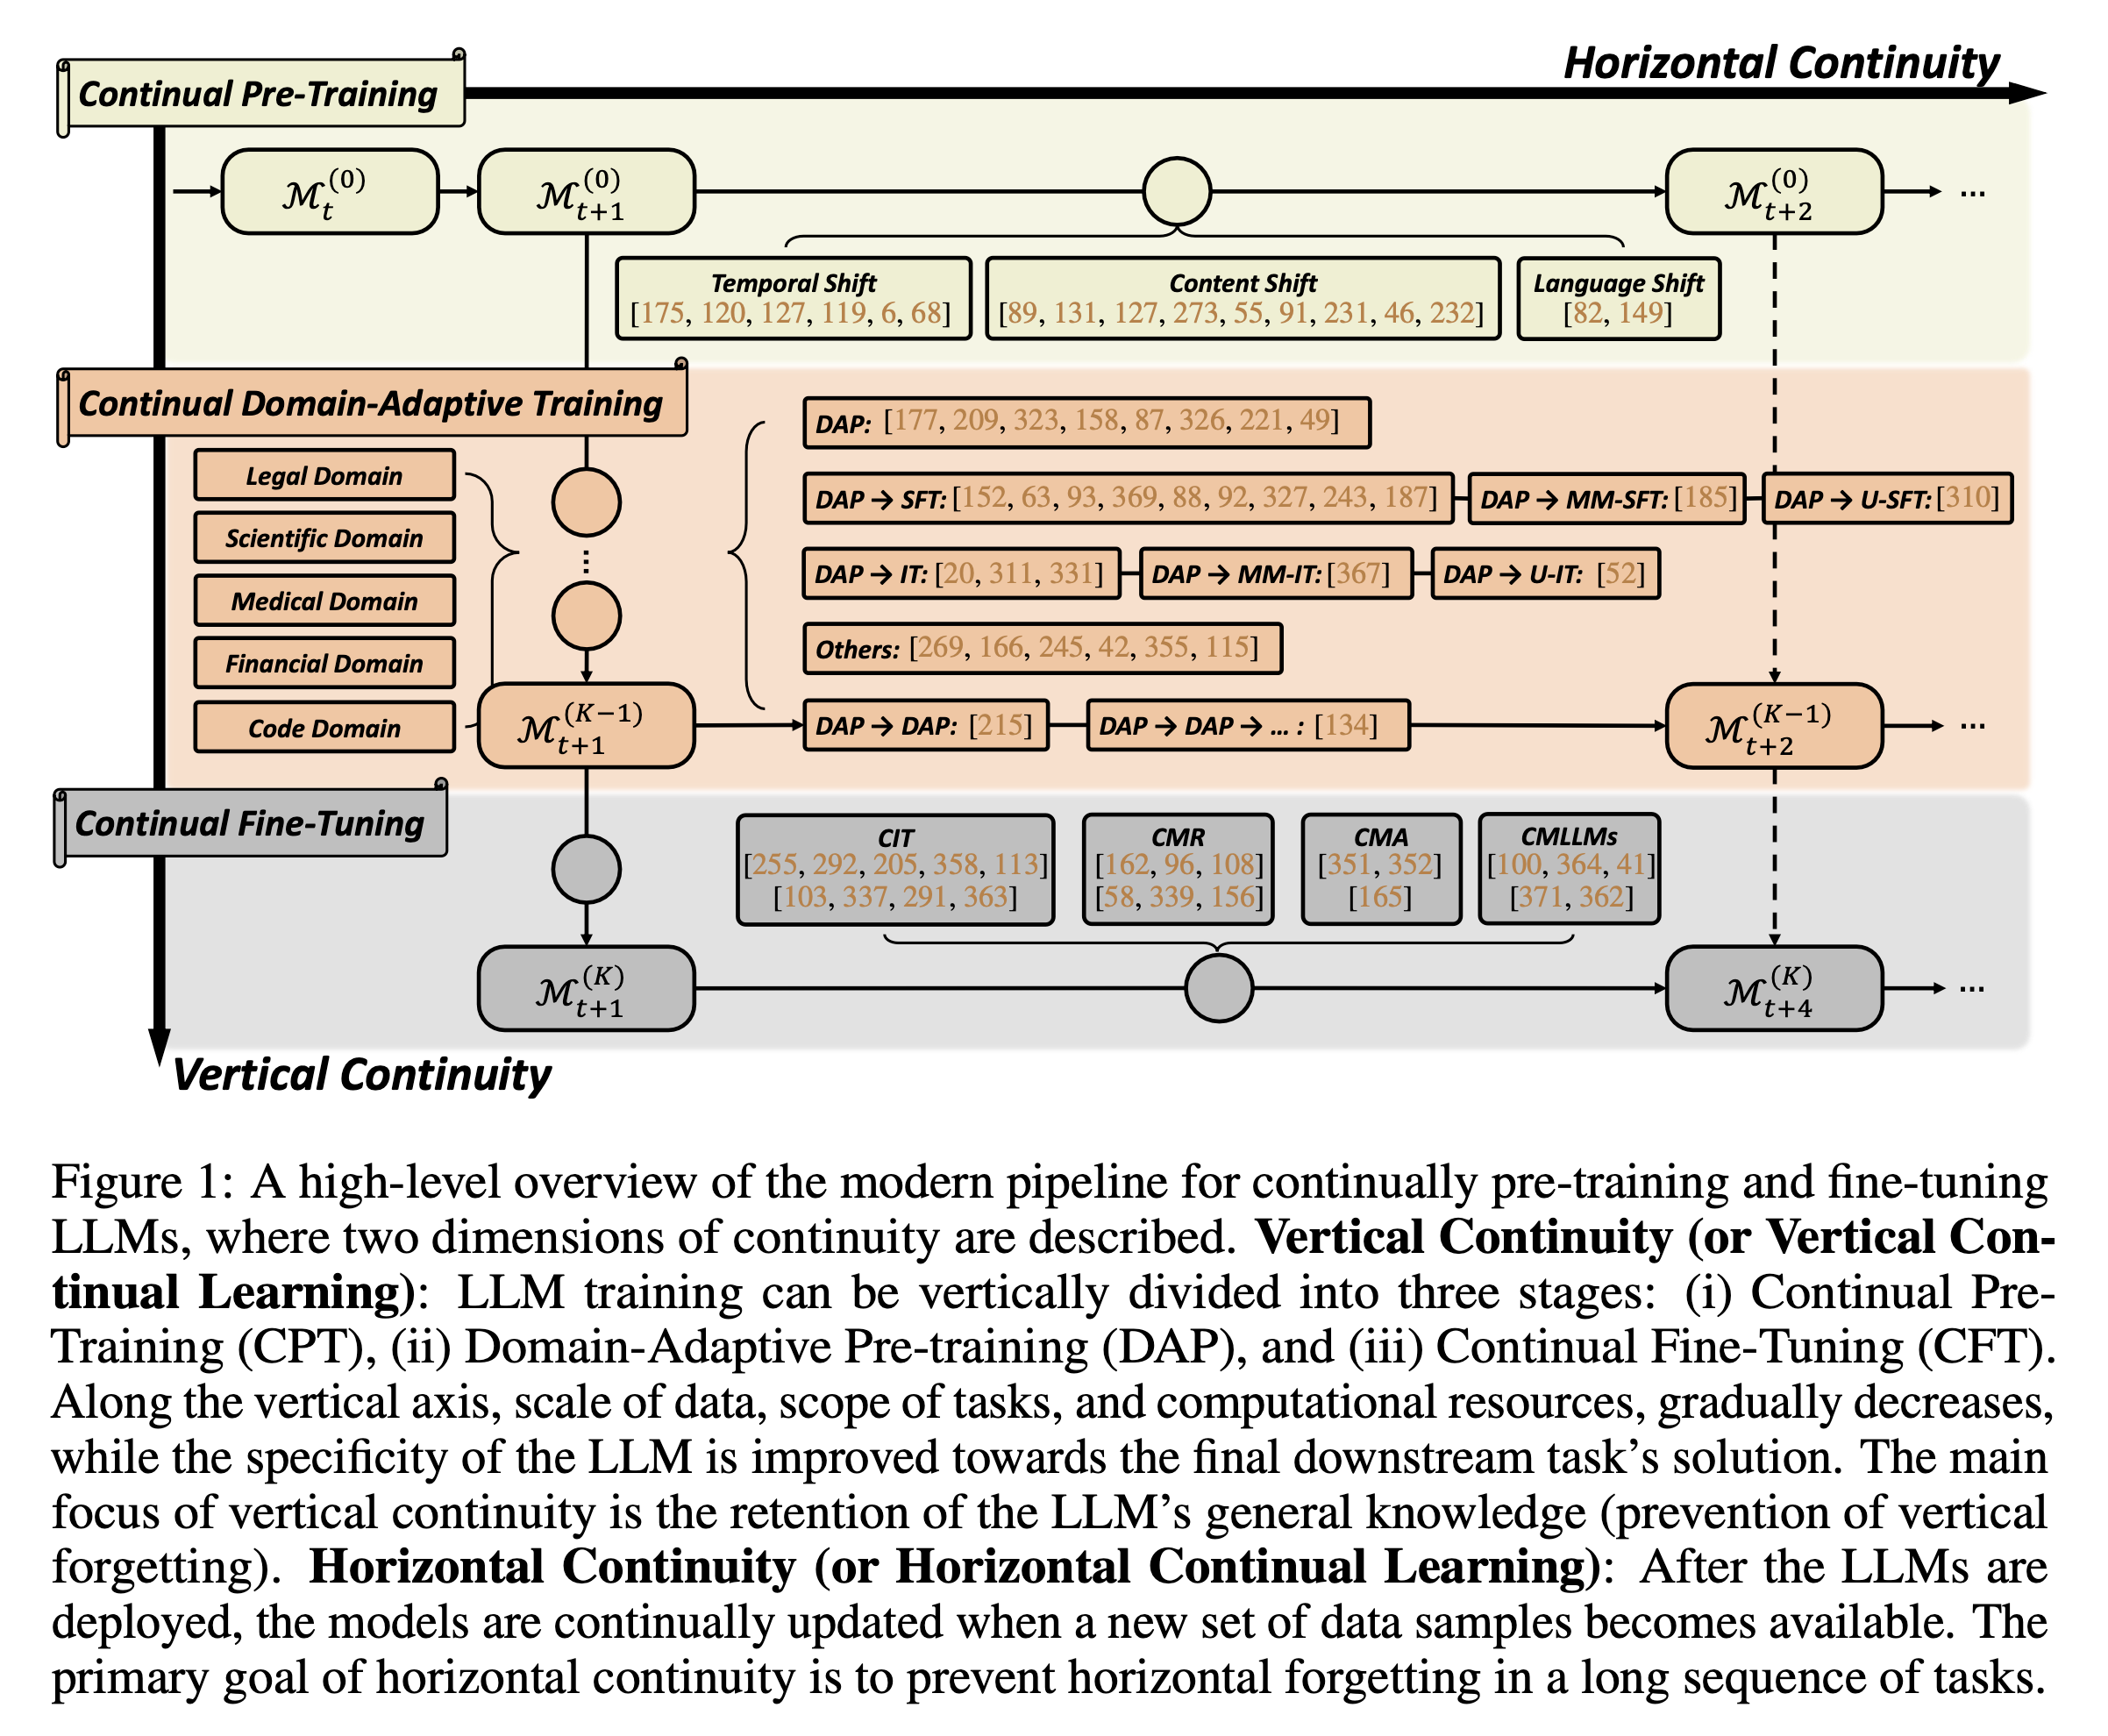 Horizontal Continuity
Continual Pre-Training
ℳ_t^(0)
ℳ_{t+1}^(0)
ℳ_{t+2}^(0)
...
Temporal Shift
[175, 120, 127, 119, 6, 68]
Content Shift
[89, 131, 127, 273, 55, 91, 231, 46, 232]
Language Shift
[82, 149]
Continual Domain-Adaptive Training
Legal Domain
Scientific Domain
Medical Domain
Financial Domain
Code Domain
...
DAP: [177, 209, 323, 158, 87, 326, 221, 49]
DAP → SFT: [152, 63, 93, 369, 88, 92, 327, 243, 187]
DAP → MM-SFT: [185]
DAP → U-SFT: [310]
DAP → IT: [20, 311, 331]
DAP → MM-IT: [367]
DAP → U-IT: [52]
Others: [269, 166, 245, 42, 355, 115]
ℳ_{t+1}^(K−1)
DAP → DAP: [215]
DAP → DAP → ... : [134]
ℳ_{t+2}^(K−1)
...
Continual Fine-Tuning
CIT
[255, 292, 205, 358, 113]
[103, 337, 291, 363]
CMR
[162, 96, 108]
[58, 339, 156]
CMA
[351, 352]
[165]
CMLLMs
[100, 364, 41]
[371, 362]
ℳ_{t+1}^(K)
ℳ_{t+4}^(K)
...
Vertical Continuity
Figure 1: A high-level overview of the modern pipeline for continually pre-training and fine-tuning
LLMs, where two dimensions of continuity are described. Vertical Continuity (or Vertical Con-
tinual Learning): LLM training can be vertically divided into three stages: (i) Continual Pre-
Training (CPT), (ii) Domain-Adaptive Pre-training (DAP), and (iii) Continual Fine-Tuning (CFT).
Along the vertical axis, scale of data, scope of tasks, and computational resources, gradually decreases,
while the specificity of the LLM is improved towards the final downstream task's solution. The main
focus of vertical continuity is the retention of the LLM's general knowledge (prevention of vertical
forgetting). Horizontal Continuity (or Horizontal Continual Learning): After the LLMs are
deployed, the models are continually updated when a new set of data samples becomes available. The
primary goal of horizontal continuity is to prevent horizontal forgetting in a long sequence of tasks.